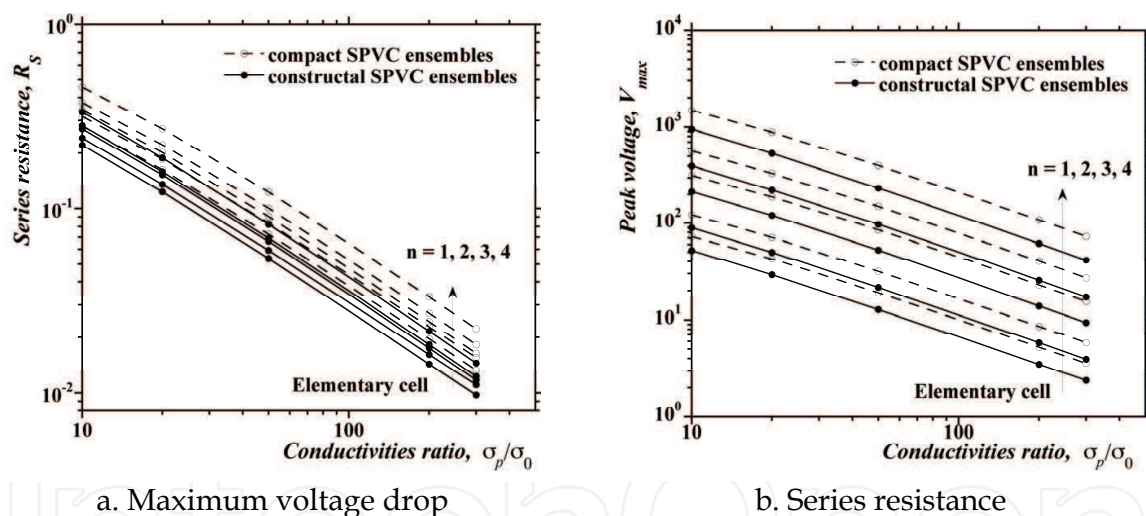 10^0
compact SPVC ensembles
constructal SPVC ensembles
Series resistance, R_s
10^-1
n = 1, 2, 3, 4
Elementary cell
10^-2
10 100
Conductivities ratio, σ_p/σ_0
a. Maximum voltage drop
10^4
compact SPVC ensembles
constructal SPVC ensembles
Peak voltage, V_max
10^3
n = 1, 2, 3, 4
10^2
10^1
Elementary cell
10^0
10 100
Conductivities ratio, σ_p/σ_0
b. Series resistance